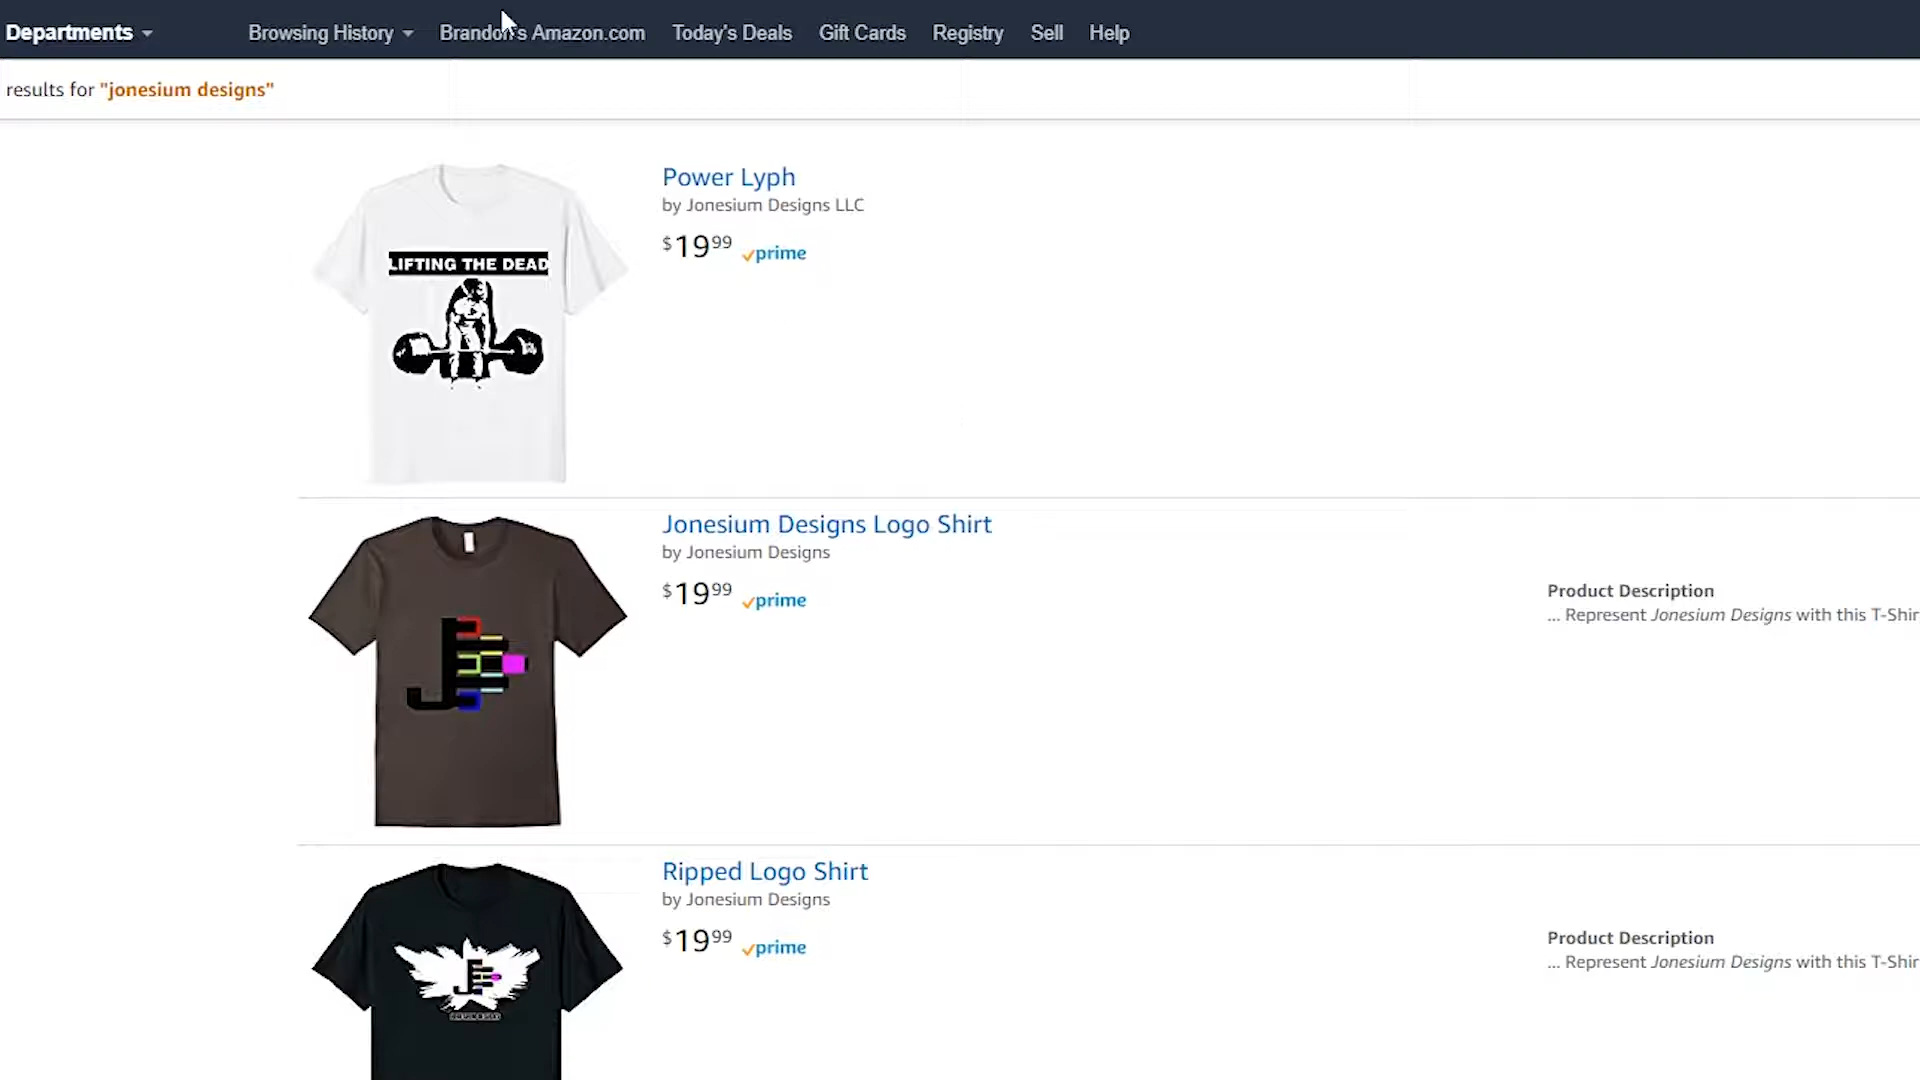 Departments
Browsing History
Brandon's Amazon.com
Today's Deals
Gift Cards
Registry
Sell
Help
results for "jonesium designs"
Power Lyph
by Jonesium Designs LLC
$19.99
prime
LIFTING THE DEAD
Jonesium Designs Logo Shirt
by Jonesium Designs
$19.99
prime
Product Description
... Represent Jonesium Designs with this T-Shir
Ripped Logo Shirt
by Jonesium Designs
$19.99
prime
Product Description
... Represent Jonesium Designs with this T-Shir